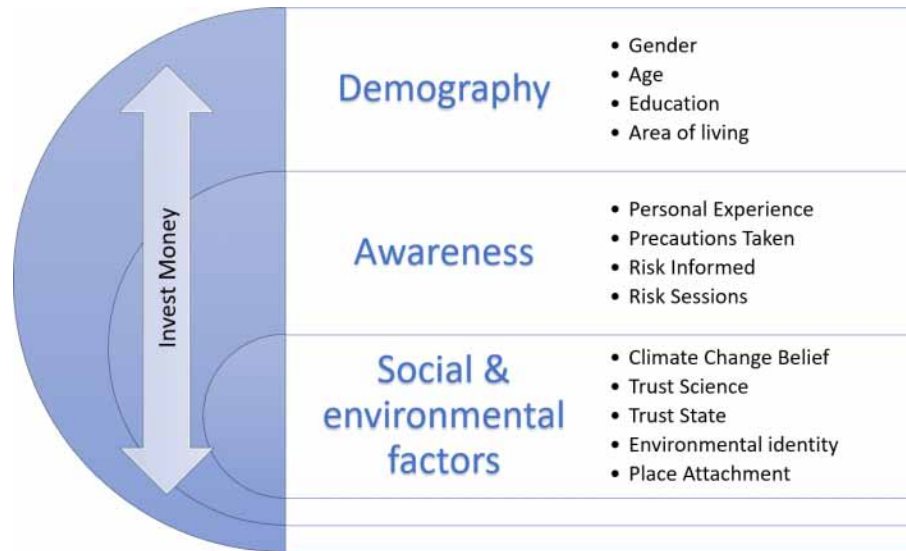 Invest Money
Demography
• Gender
• Age
• Education
• Area of living
Awareness
• Personal Experience
• Precautions Taken
• Risk Informed
• Risk Sessions
Social &
environmental
factors
• Climate Change Belief
• Trust Science
• Trust State
• Environmental identity
• Place Attachment